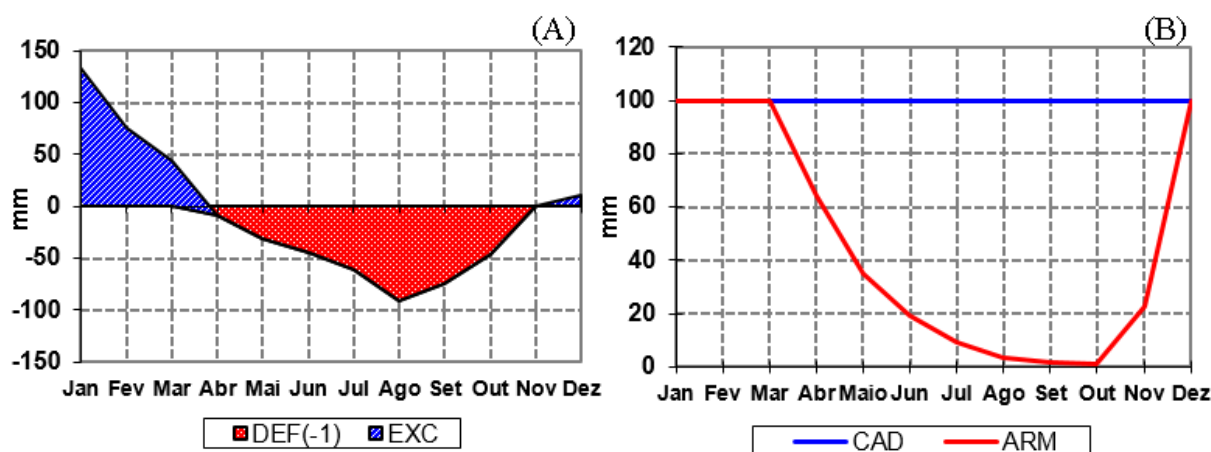 (A)
150
100
50
0
-50
-100
-150
mm
Jan Fev Mar Abr Mai Jun Jul Ago Set Out Nov Dez
DEF(-1) EXC
(B)
120
100
80
60
40
20
0
mm
Jan Fev Mar Abr Maio Jun Jul Ago Set Out Nov Dez
CAD ARM